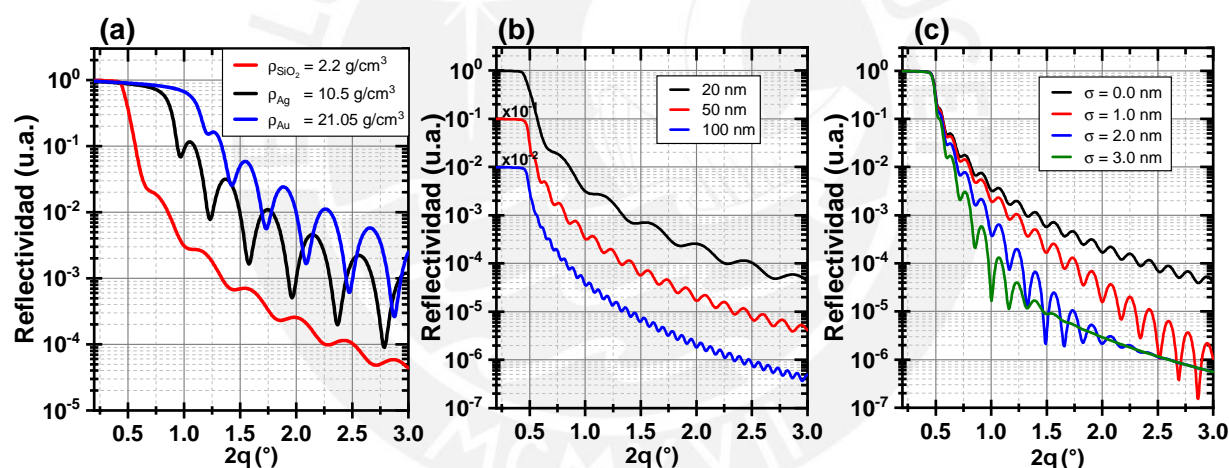 (a)
ρSiO₂ = 2.2 g/cm³
ρAg = 10.5 g/cm³
ρAu = 21.05 g/cm³
Reflectividad (u.a.)
10⁰
10⁻¹
10⁻²
10⁻³
10⁻⁴
10⁻⁵
0.5 1.0 1.5 2.0 2.5 3.0
2q (°)
(b)
20 nm
50 nm
100 nm
x10⁻¹
x10⁻²
Reflectividad (u.a.)
10⁰
10⁻¹
10⁻²
10⁻³
10⁻⁴
10⁻⁵
10⁻⁶
10⁻⁷
0.5 1.0 1.5 2.0 2.5 3.0
2q (°)
(c)
σ = 0.0 nm
σ = 1.0 nm
σ = 2.0 nm
σ = 3.0 nm
Reflectividad (u.a.)
10⁰
10⁻¹
10⁻²
10⁻³
10⁻⁴
10⁻⁵
10⁻⁶
10⁻⁷
0.5 1.0 1.5 2.0 2.5 3.0
2q (°)